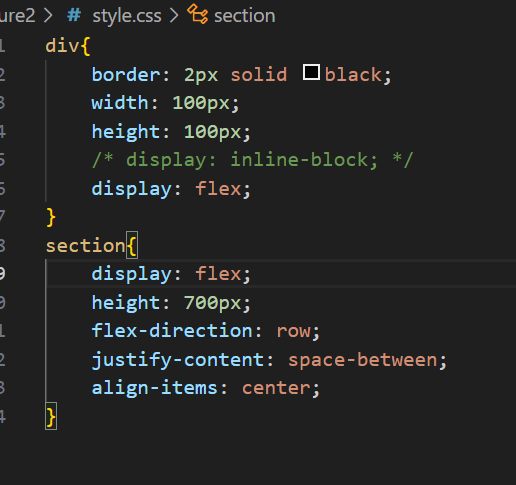 ure2 > # style.css > section
div{
border: 2px solid black;
width: 100px;
height: 100px;
/* display: inline-block; */
display: flex;
}
section{
display: flex;
height: 700px;
flex-direction: row;
justify-content: space-between;
align-items: center;
}